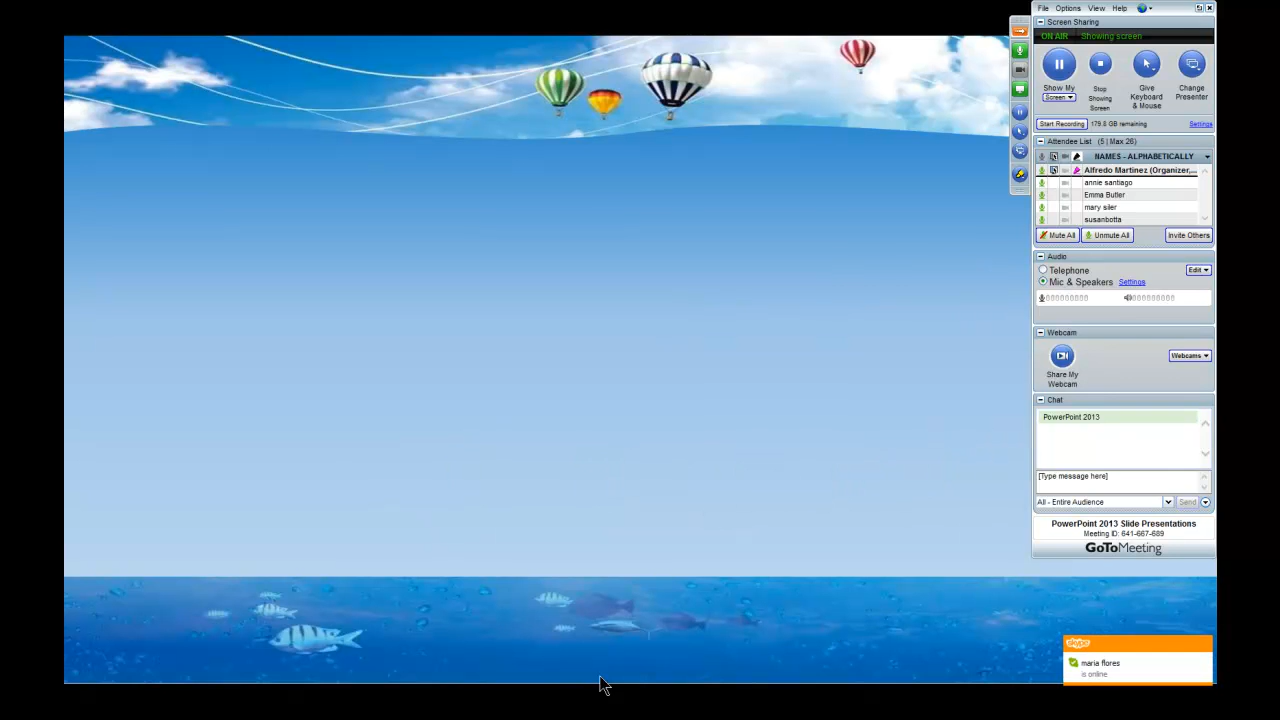 File Options View Help
Screen Sharing
ON AIR Showing screen
Show My
Screen
Stop
Showing
Screen
Give
Keyboard
& Mouse
Change
Presenter
Start Recording 179.8 GB remaining Settings
Attendee List (5 | Max 26)
NAMES - ALPHABETICALLY
Alfredo Martinez (Organizer,...
annie santiago
Emma Butler
mary siler
susanbotta
Mute All Unmute All Invite Others
Audio
Telephone Edit
Mic & Speakers Settings
Webcam
Webcams
Share My
Webcam
Chat
PowerPoint 2013
[Type message here]
All - Entire Audience Send
PowerPoint 2013 Slide Presentations
Meeting ID: 641-667-689
GoToMeeting
skype
maria flores
is online